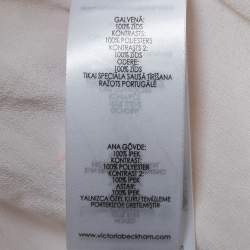 GALVENĀ:
100% ZĪDS
KONTRASTS:
100% POLIESTERS
KONTRASTS 2:
100% ZĪDS
ODERE:
100% ZĪDS
TIKAI SPECIĀLA SAUSĀ TĪRĪŠANA
RAŽOTS PORTUGĀLĒ
ANA GÖVDE:
100% İPEK
KONTRAST:
100% POLYESTER
KONTRAST 2:
100% İPEK
ASTAR:
100% İPEK
YALNIZCA ÖZEL KURU TEMİZLEME
PORTEKİZDE ÜRETİLMİŞTİR
www.victoriabeckham.com